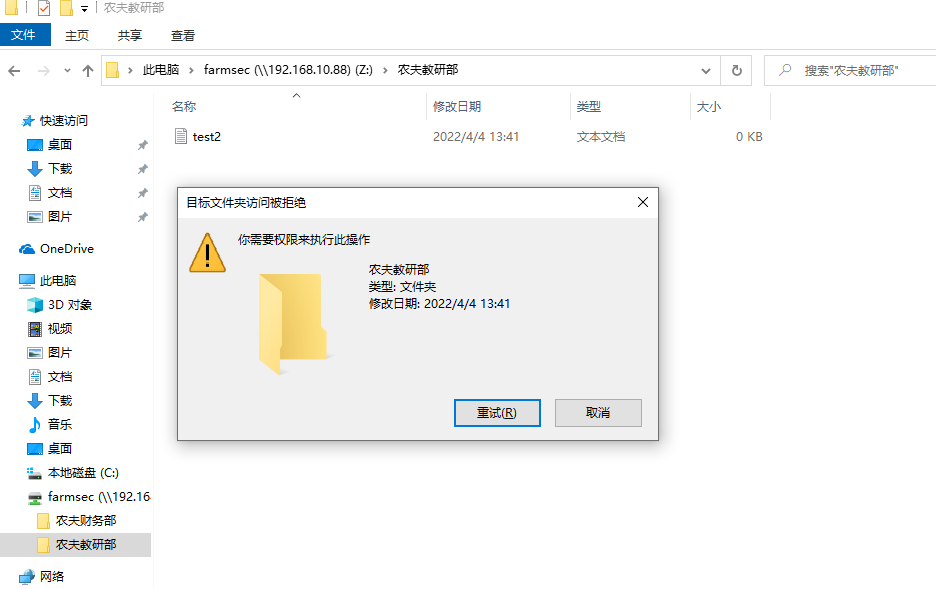 农夫教研部
文件 主页 共享 查看
此电脑 farmsec (\\192.168.10.88) (Z:) 农夫教研部 搜索"农夫教研部"
名称 修改日期 类型 大小
test2 2022/4/4 13:41 文本文档 0 KB
快速访问
桌面
下载
文档
图片
OneDrive
此电脑
3D 对象
视频
图片
文档
下载
音乐
桌面
本地磁盘 (C:)
farmsec (\\192.16
农夫财务部
农夫教研部
网络
目标文件夹访问被拒绝
你需要权限来执行此操作
农夫教研部
类型: 文件夹
修改日期: 2022/4/4 13:41
重试(R) 取消